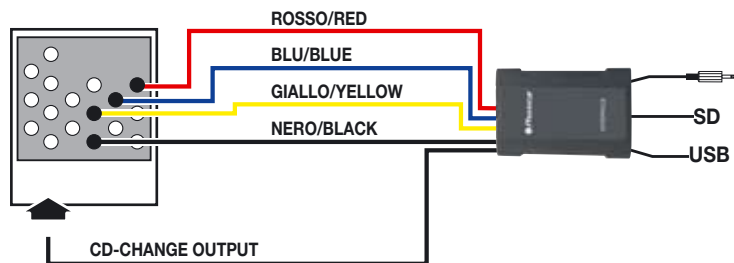 ROSSO/RED
BLU/BLUE
GIALLO/YELLOW
NERO/BLACK
SD
USB
CD-CHANGE OUTPUT